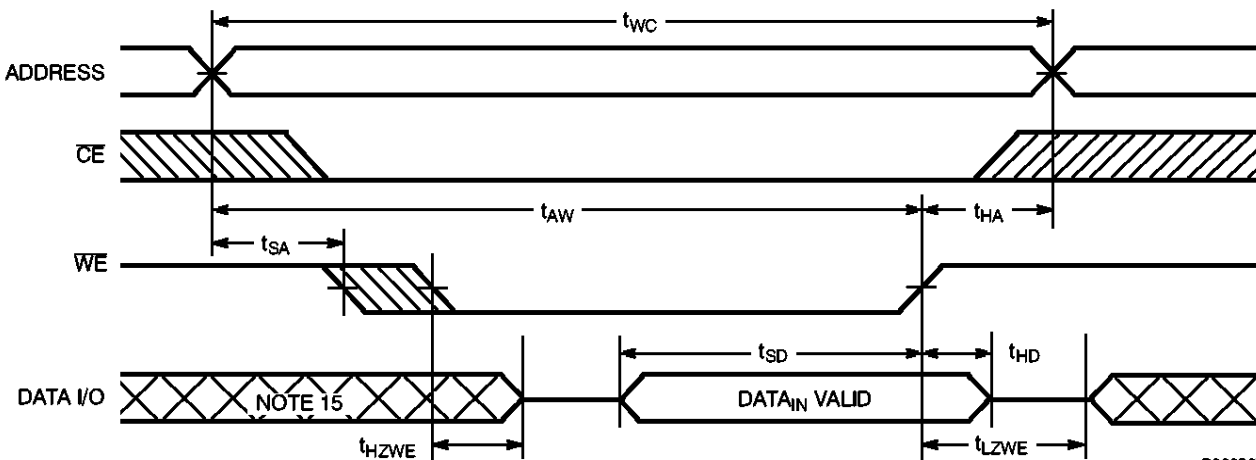 tWC
ADDRESS
CE
tAW
tHA
tSA
WE
tSD
tHD
DATA I/O
NOTE 15
DATAIN VALID
tHZWE
tLZWE